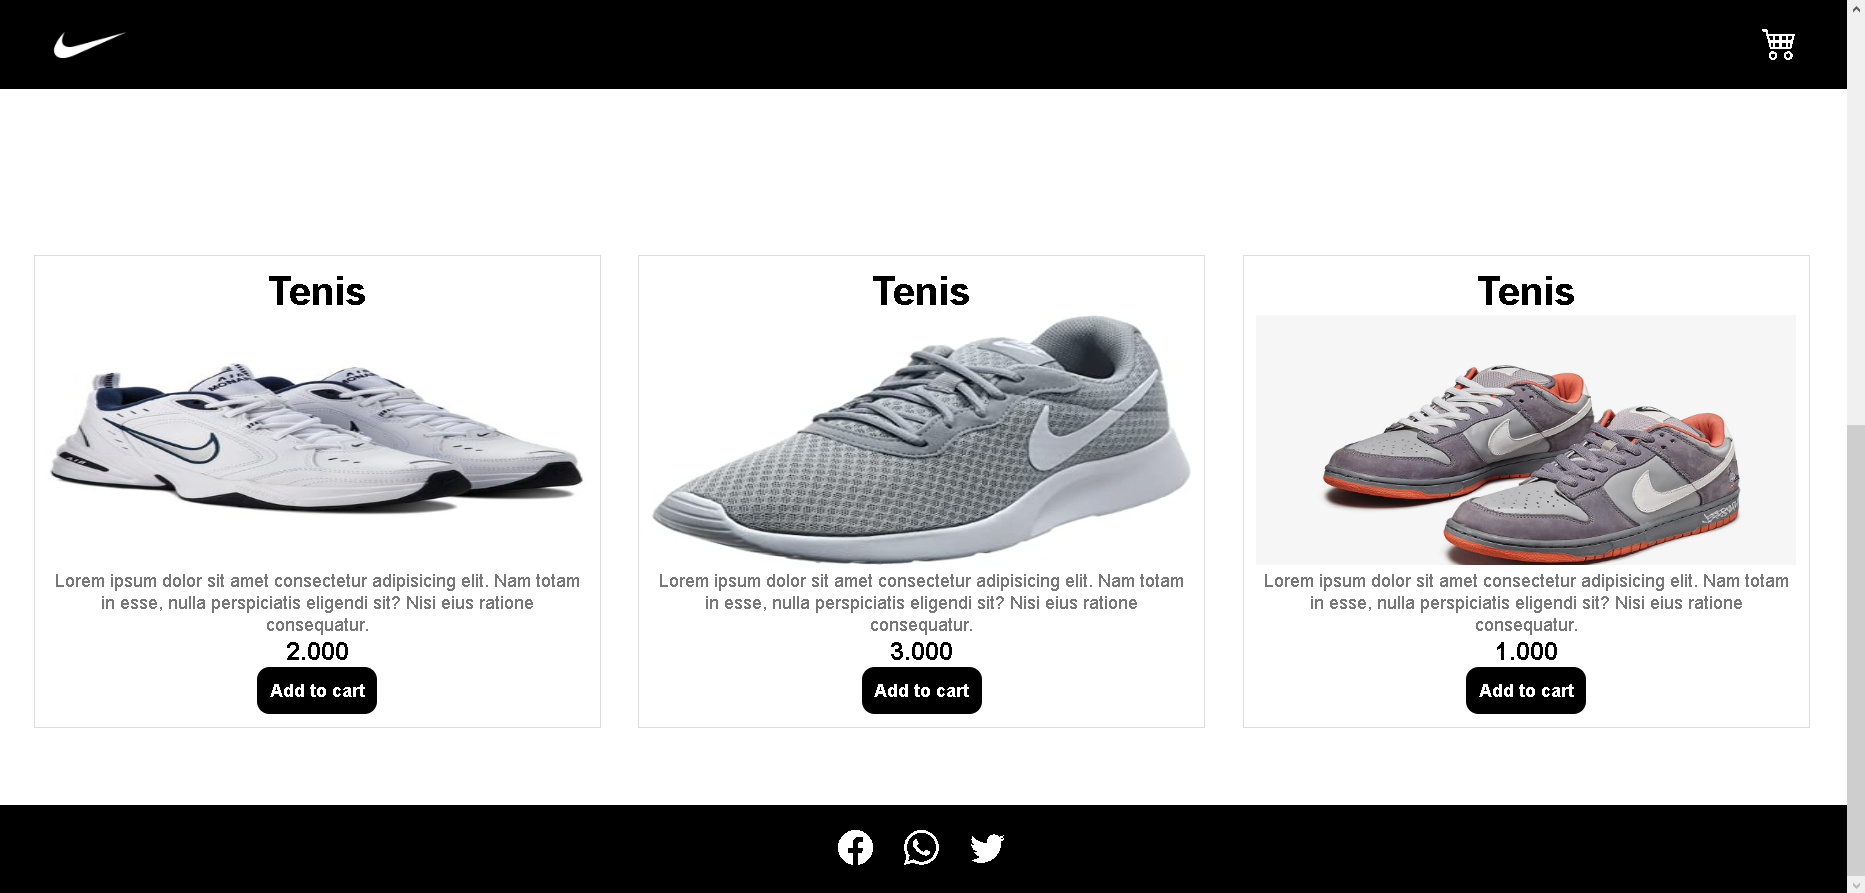 Tenis
Lorem ipsum dolor sit amet consectetur adipisicing elit. Nam totam
in esse, nulla perspiciatis eligendi sit? Nisi eius ratione
consequatur.
2.000
Add to cart
Tenis
Lorem ipsum dolor sit amet consectetur adipisicing elit. Nam totam
in esse, nulla perspiciatis eligendi sit? Nisi eius ratione
consequatur.
3.000
Add to cart
Tenis
Lorem ipsum dolor sit amet consectetur adipisicing elit. Nam totam
in esse, nulla perspiciatis eligendi sit? Nisi eius ratione
consequatur.
1.000
Add to cart